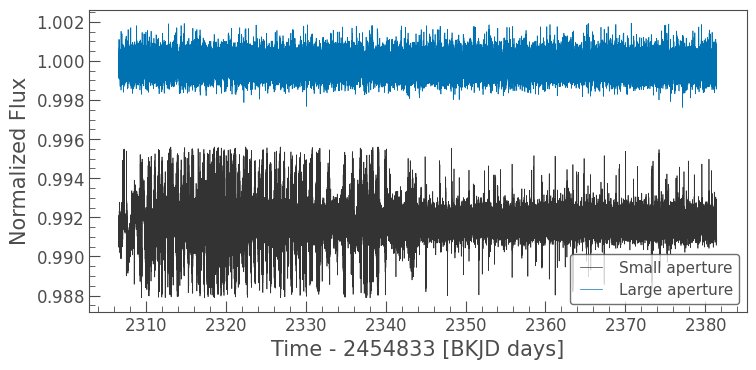 1.002
1.000
0.998
0.996
0.994
0.992
0.990
0.988
Normalized Flux
Small aperture
Large aperture
2310 2320 2330 2340 2350 2360 2370 2380
Time - 2454833 [BKJD days]